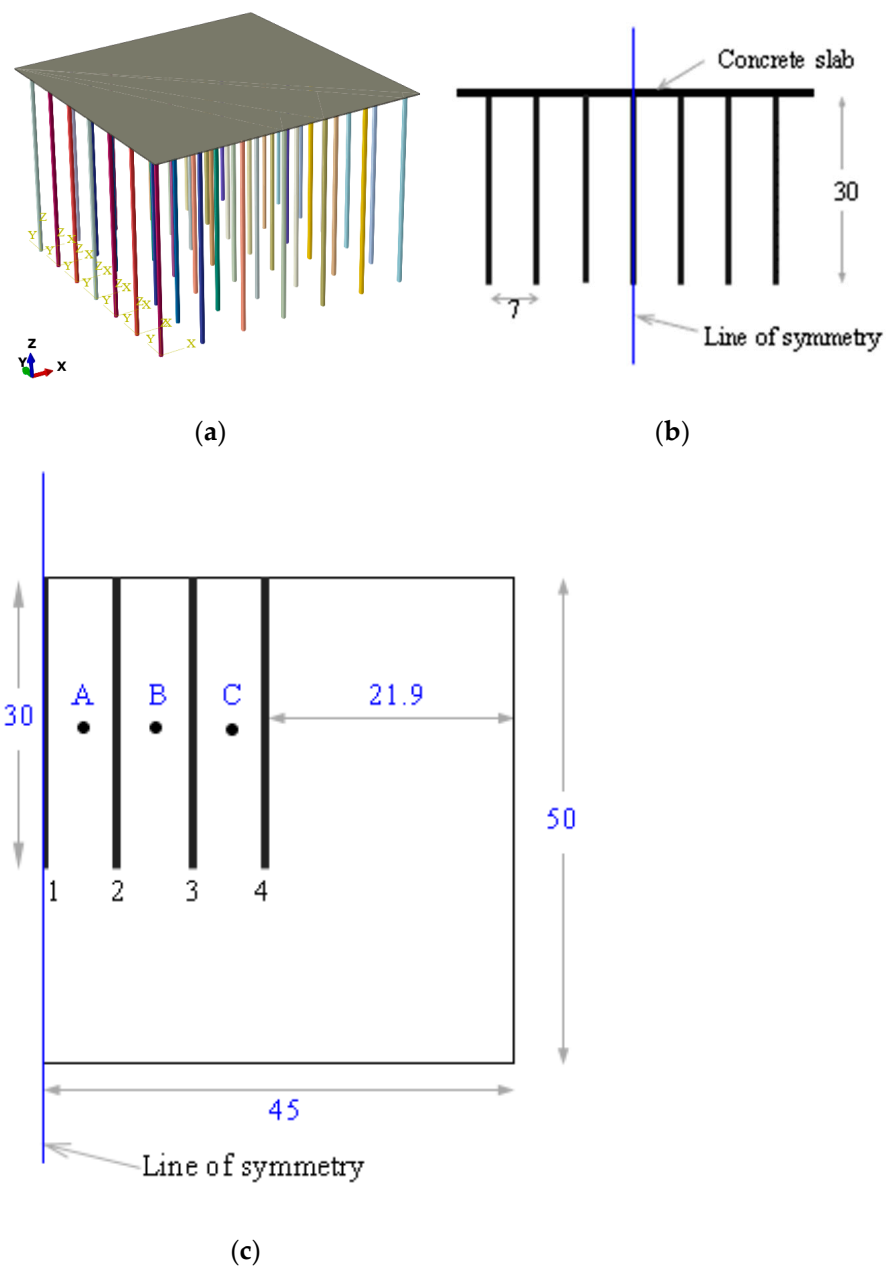 Concrete slab
30
7
Line of symmetry
Z
Y
X
(a)
(b)
A
B
C
21.9
30
50
1
2
3
4
45
Line of symmetry
(c)